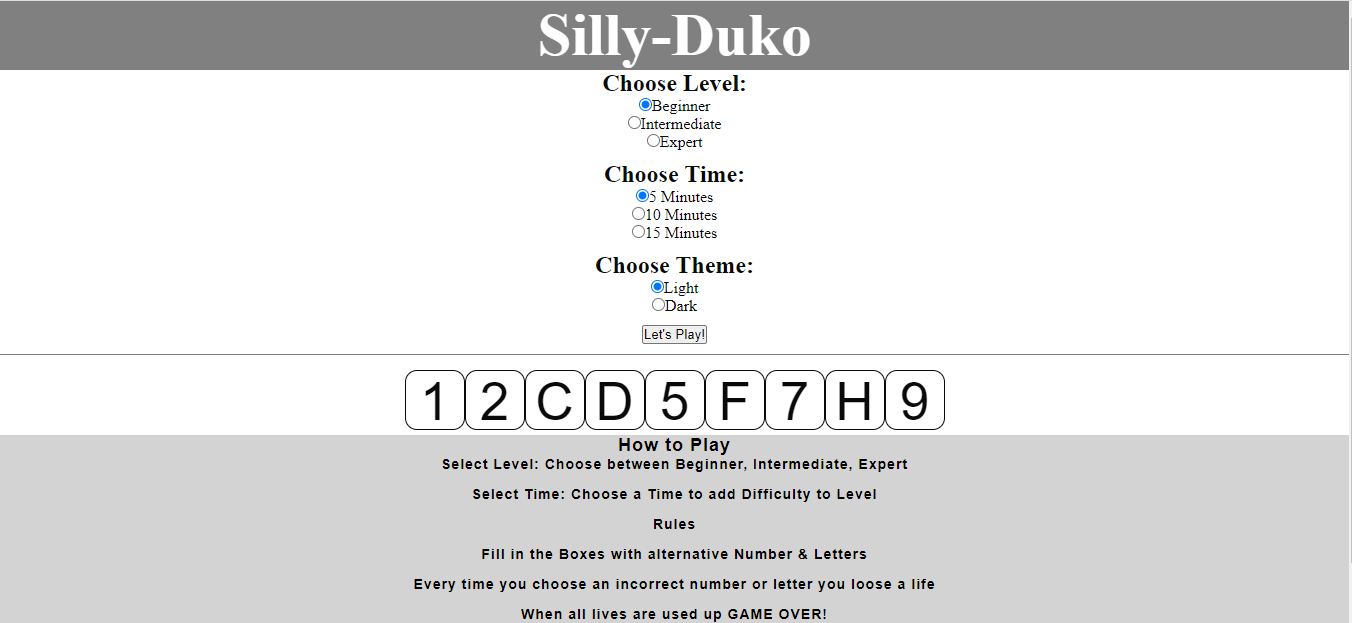 Silly-Duko
Choose Level:
Beginner
Intermediate
Expert
Choose Time:
5 Minutes
10 Minutes
15 Minutes
Choose Theme:
Light
Dark
Let's Play!
1 2 C D 5 F 7 H 9
How to Play
Select Level: Choose between Beginner, Intermediate, Expert
Select Time: Choose a Time to add Difficulty to Level
Rules
Fill in the Boxes with alternative Number & Letters
Every time you choose an incorrect number or letter you loose a life
When all lives are used up GAME OVER!